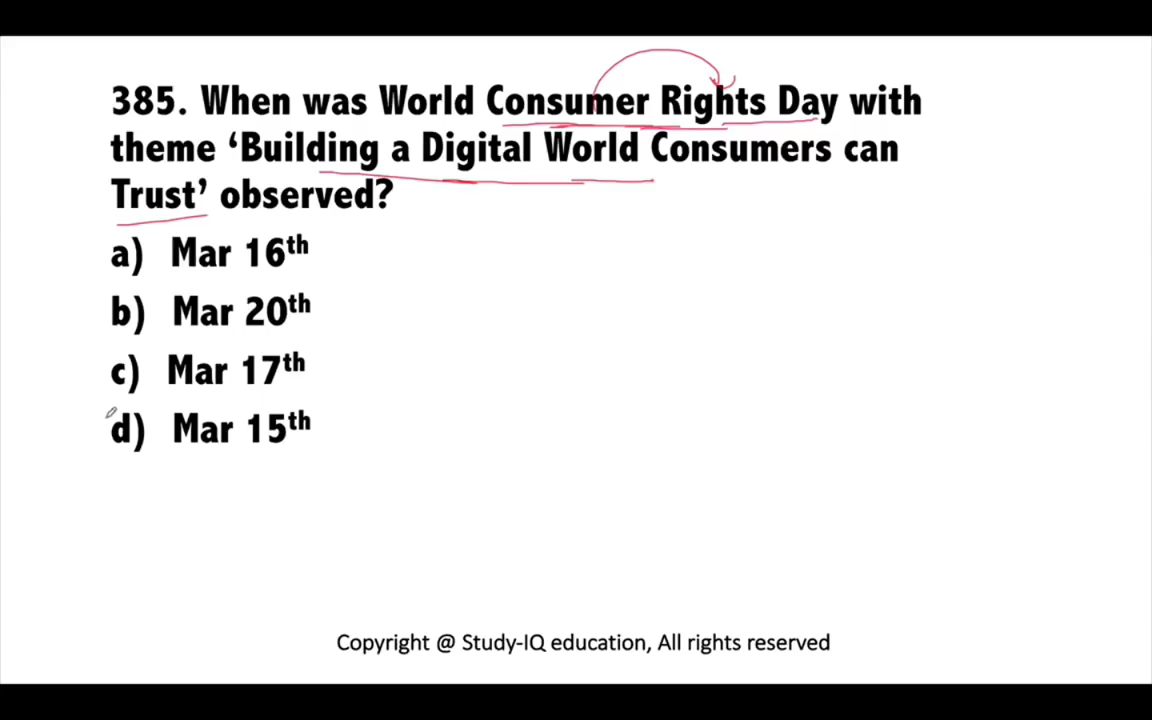 385. When was World Consumer Rights Day with
theme ‘Building a Digital World Consumers can
Trust’ observed?
a) Mar 16th
b) Mar 20th
c) Mar 17th
d) Mar 15th
Copyright @ Study-IQ education, All rights reserved